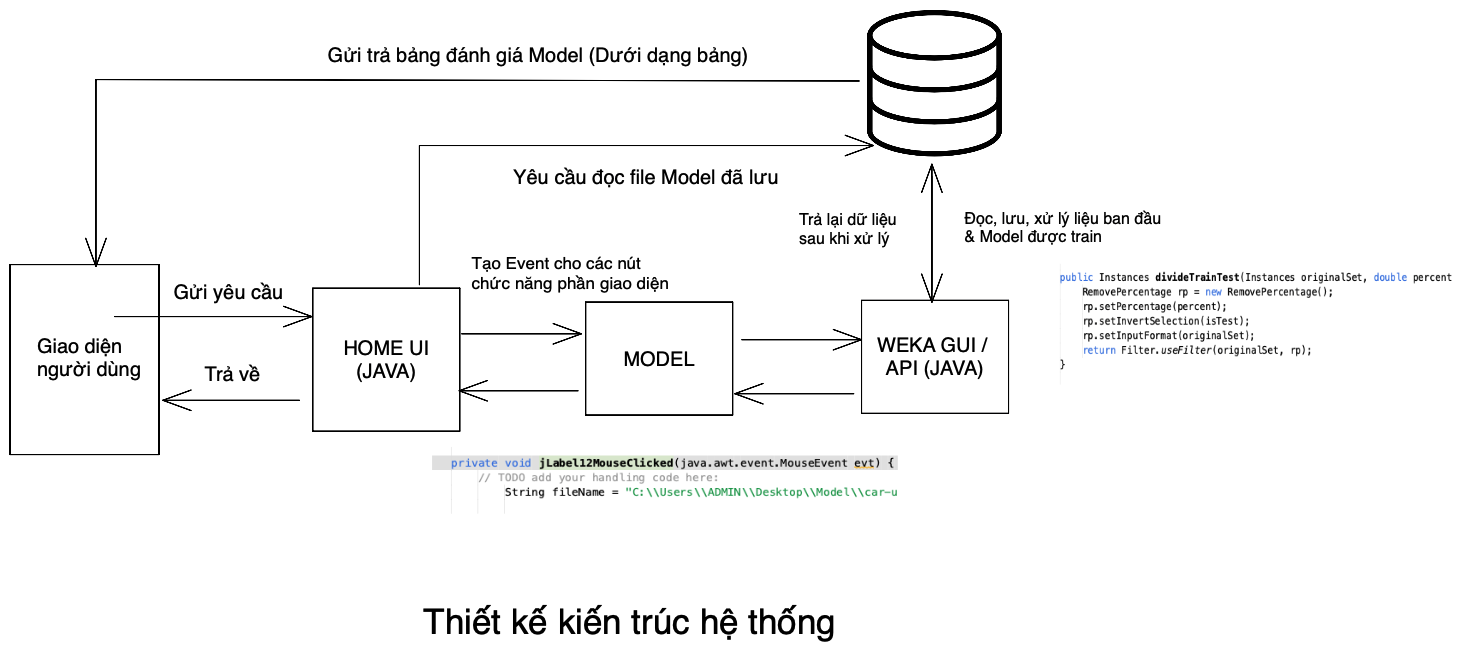 Gửi trả bảng đánh giá Model (Dưới dạng bảng)
Yêu cầu đọc file Model đã lưu
Trả lại dữ liệu
sau khi xử lý
Đọc, lưu, xử lý liệu ban đầu
& Model được train
Tạo Event cho các nút
chức năng phần giao diện
Gửi yêu cầu
Trả về
Giao diện
người dùng
HOME UI
(JAVA)
MODEL
WEKA GUI /
API (JAVA)
public Instances divideTrainTest(Instances originalSet, double percent
RemovePercentage rp = new RemovePercentage();
rp.setPercentage(percent);
rp.setInvertSelection(isTest);
rp.setInputFormat(originalSet);
return Filter.useFilter(originalSet, rp);
}
private void jLabel12MouseClicked(java.awt.event.MouseEvent evt) {
// TODO add your handling code here:
String fileName = "C:\\Users\\ADMIN\\Desktop\\Model\\car-u
Thiết kế kiến trúc hệ thống